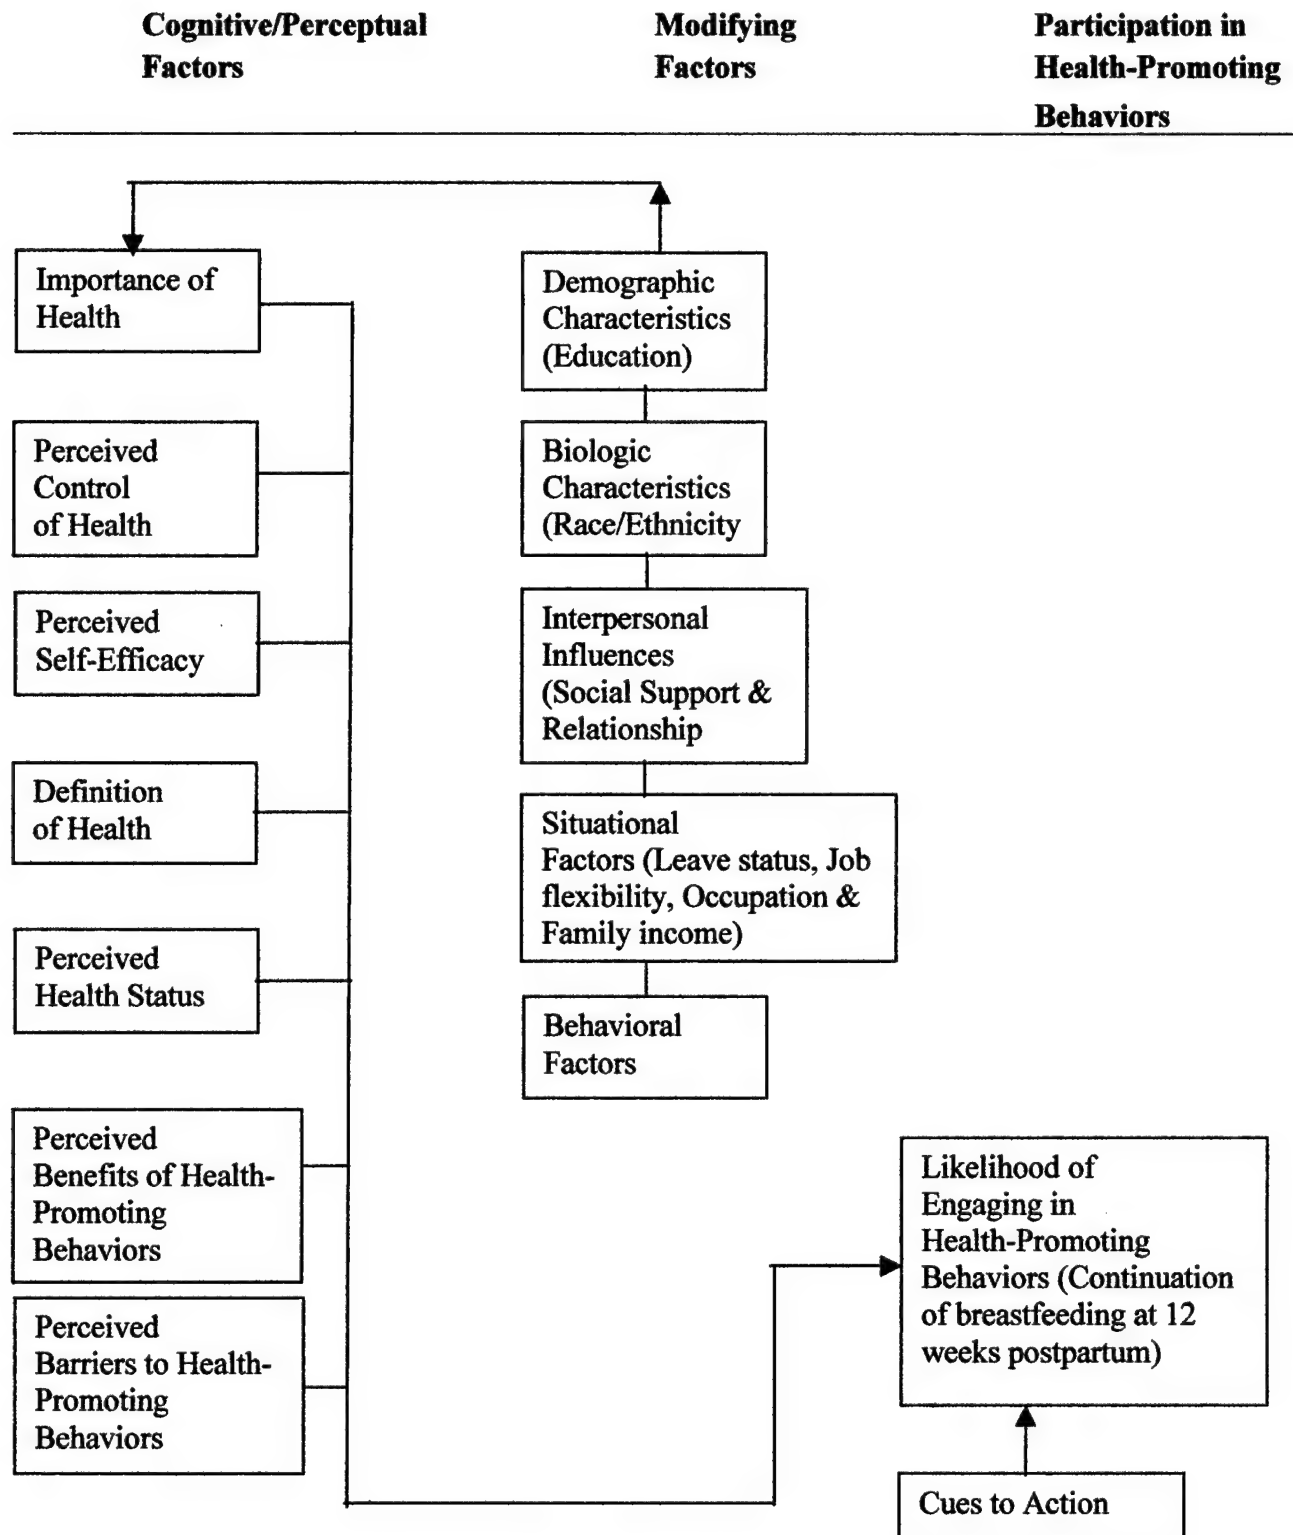 Cognitive/Perceptual
Factors
Modifying
Factors
Participation in
Health-Promoting
Behaviors
Importance of
Health
Perceived
Control
of Health
Perceived
Self-Efficacy
Definition
of Health
Perceived
Health Status
Perceived
Benefits of Health-
Promoting
Behaviors
Perceived
Barriers to Health-
Promoting
Behaviors
Demographic
Characteristics
(Education)
Biologic
Characteristics
(Race/Ethnicity
Interpersonal
Influences
(Social Support &
Relationship
Situational
Factors (Leave status, Job
flexibility, Occupation &
Family income)
Behavioral
Factors
Likelihood of
Engaging in
Health-Promoting
Behaviors (Continuation
of breastfeeding at 12
weeks postpartum)
Cues to Action